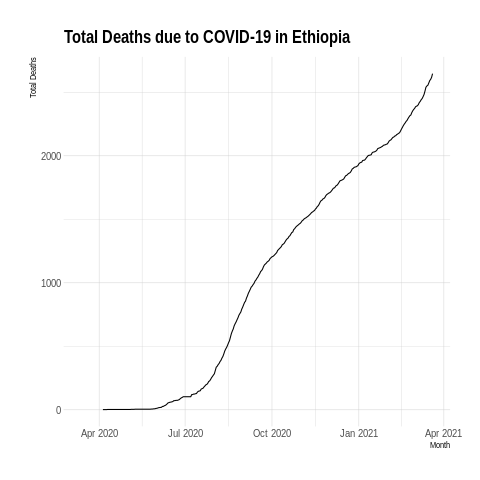 Total Deaths due to COVID-19 in Ethiopia
Total Deaths
2000
1000
0
Apr 2020
Jul 2020
Oct 2020
Jan 2021
Apr 2021
Month